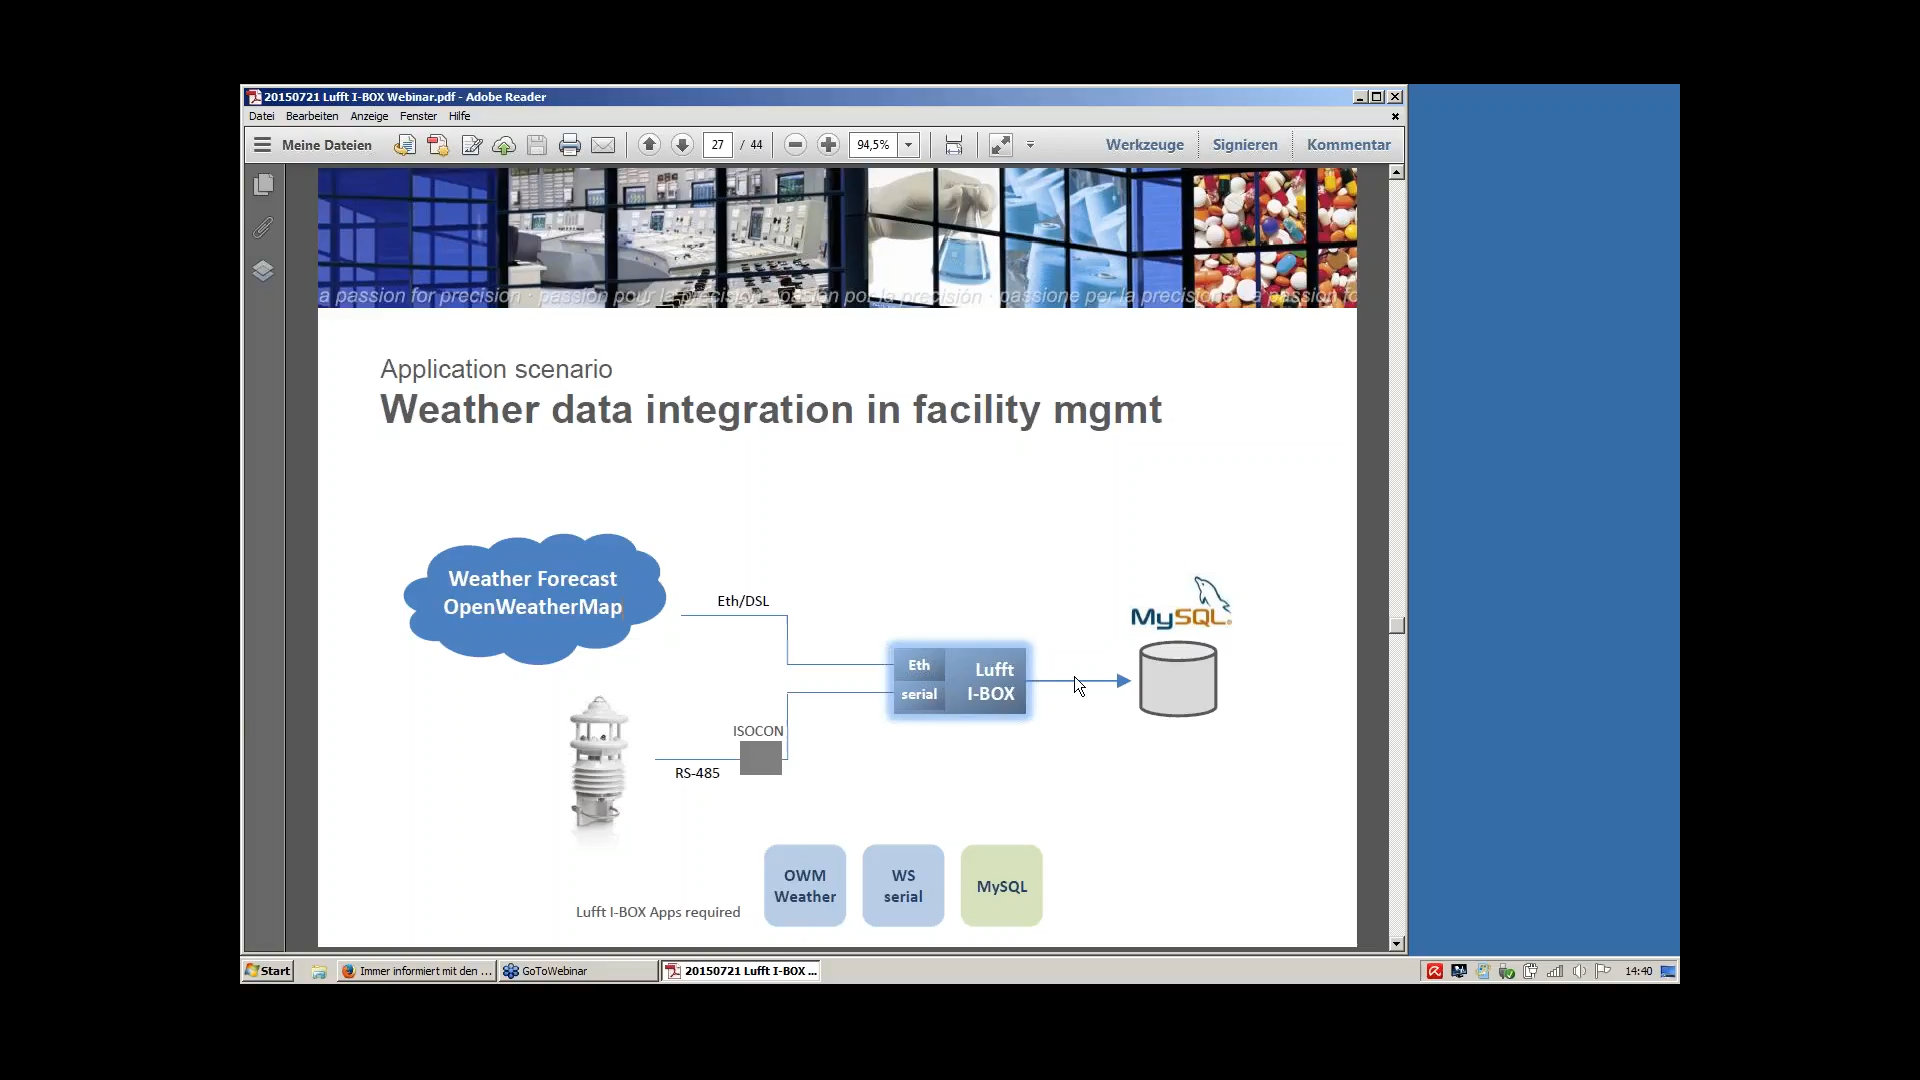 20150721 Lufft I-BOX Webinar.pdf - Adobe Reader
Datei Bearbeiten Anzeige Fenster Hilfe
Meine Dateien 27 / 44 94,5% Werkzeuge Signieren Kommentar
a passion for precision · passion pour la précision · pasión por la precisión · passione per la precisione · a passion fo
Application scenario
Weather data integration in facility mgmt
Weather Forecast
OpenWeatherMap
Eth/DSL
MySQL®
Eth
serial
Lufft
I-BOX
ISOCON
RS-485
OWM
Weather
WS
serial
MySQL
Lufft I-BOX Apps required
Start
Immer informiert mit den ...
GoToWebinar
20150721 Lufft I-BOX ...
14:40